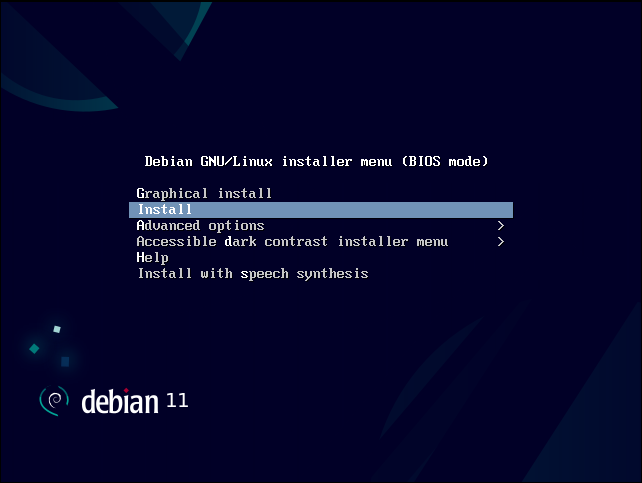 Debian GNU/Linux installer menu (BIOS mode)
Graphical install
Install
Advanced options >
Accessible dark contrast installer menu >
Help
Install with speech synthesis
debian 11